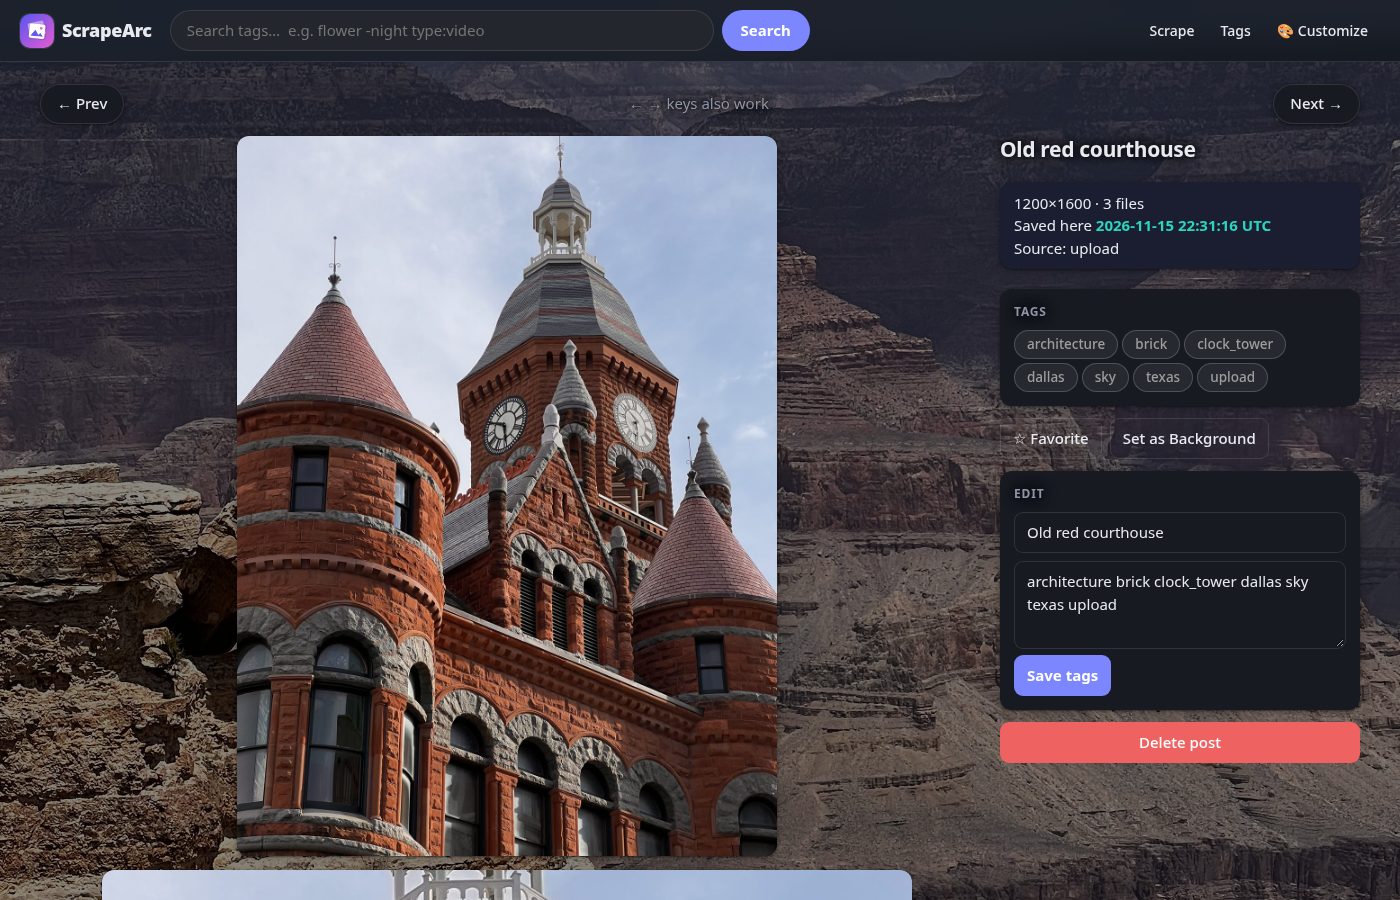 ScrapeArc
Search tags... e.g. flower -night type:video
Search
Scrape
Tags
🎨 Customize
← Prev
← → keys also work
Next →
Old red courthouse
1200×1600 · 3 files
Saved here 2026-11-15 22:31:16 UTC
Source: upload
TAGS
architecture brick clock_tower
dallas sky texas upload
☆ Favorite
Set as Background
EDIT
Old red courthouse
architecture brick clock_tower dallas sky
texas upload
Save tags
Delete post